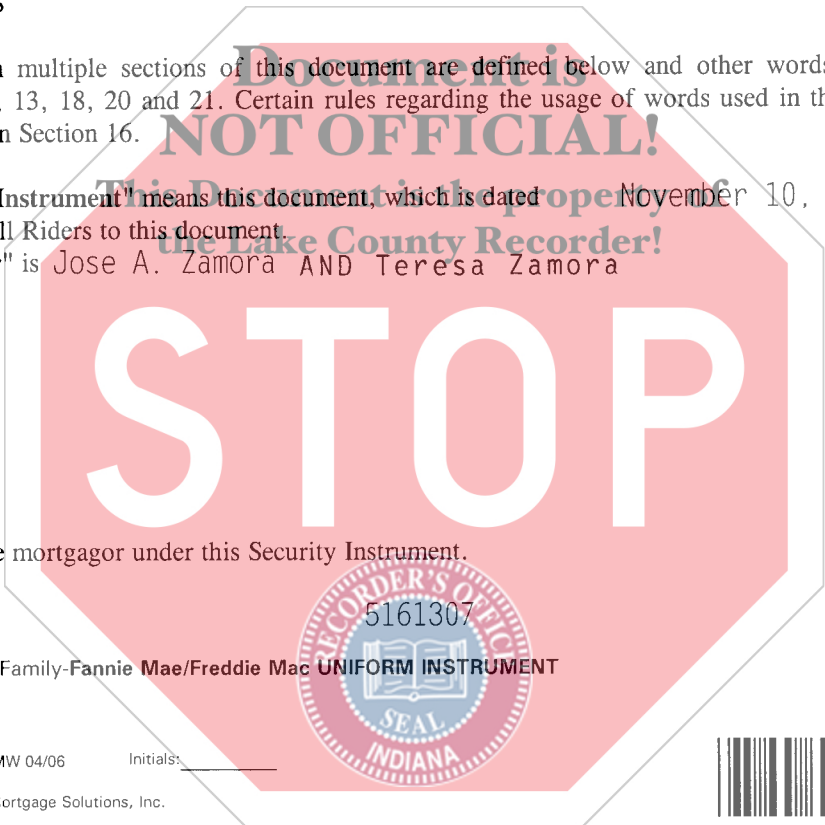 Document is
multiple sections of this document are defined below and other words
13, 18, 20 and 21. Certain rules regarding the usage of words used in
NOT OFFICIAL!
Section 16.
This Document is the property of
Instrument" means this document, which is dated November 10,
Riders to this document.
the Lake County Recorder!
" is Jose A. Zamora AND Teresa Zamora
STOP
mortgagor under this Security Instrument.
RECORDER'S OFFICE
5161307
Family-Fannie Mae/Freddie Mac UNIFORM INSTRUMENT
SEAL
INDIANA
MW 04/06 Initials:
ortgage Solutions, Inc.